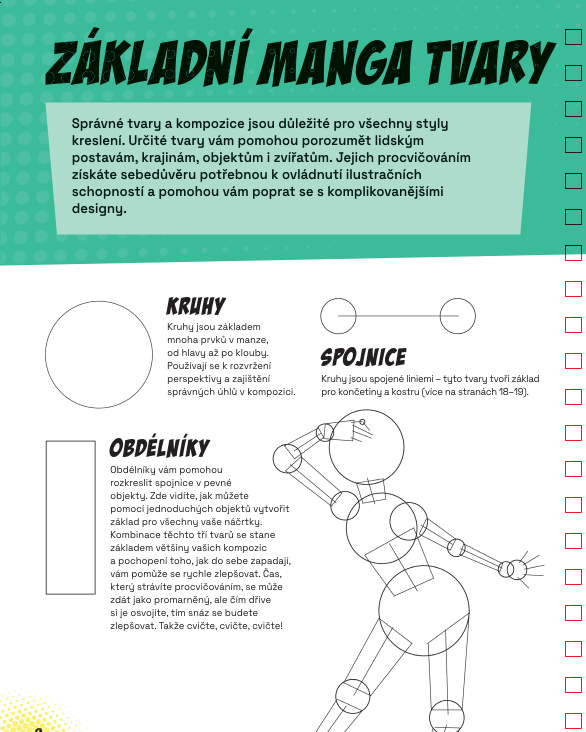 ZÁKLADNÍ MANGA TVARY
Správné tvary a kompozice jsou důležité pro všechny styly
kreslení. Určité tvary vám pomohou porozumět lidským
postavám, krajinám, objektům i zvířatům. Jejich procvičováním
získáte sebedůvěru potřebnou k ovládnutí ilustračních
schopností a pomohou vám poprat se s komplikovanějšími
designy.
KRUHY
Kruhy jsou základem
mnoha prvků v manze,
od hlavy až po klouby.
Používají se k rozvržení
perspektivy a zajištění
správných úhlů v kompozici.
SPOJNICE
Kruhy jsou spojené liniemi – tyto tvary tvoří základ
pro končetiny a kostru (více na stranách 18–19).
OBDÉLNÍKY
Obdélníky vám pomohou
rozkreslit spojnice v pevné
objekty. Zde vidíte, jak můžete
pomocí jednoduchých objektů vytvořit
základ pro všechny vaše náčrtky.
Kombinace těchto tří tvarů se stane
základem většiny vašich kompozic
a pochopení toho, jak do sebe zapadají,
vám pomůže se rychle zlepšovat. Čas,
který strávíte procvičováním, se může
zdát jako promarněný, ale čím dříve
si je osvojíte, tím snáz se budete
zlepšovat. Takže cvičte, cvičte, cvičte!